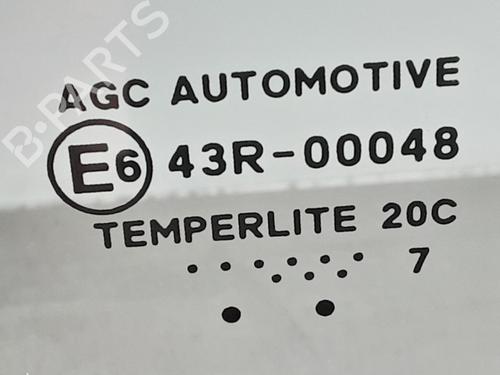 AGC AUTOMOTIVE
E6 43R-00048
TEMPERLITE 20C
7
B-PARTS